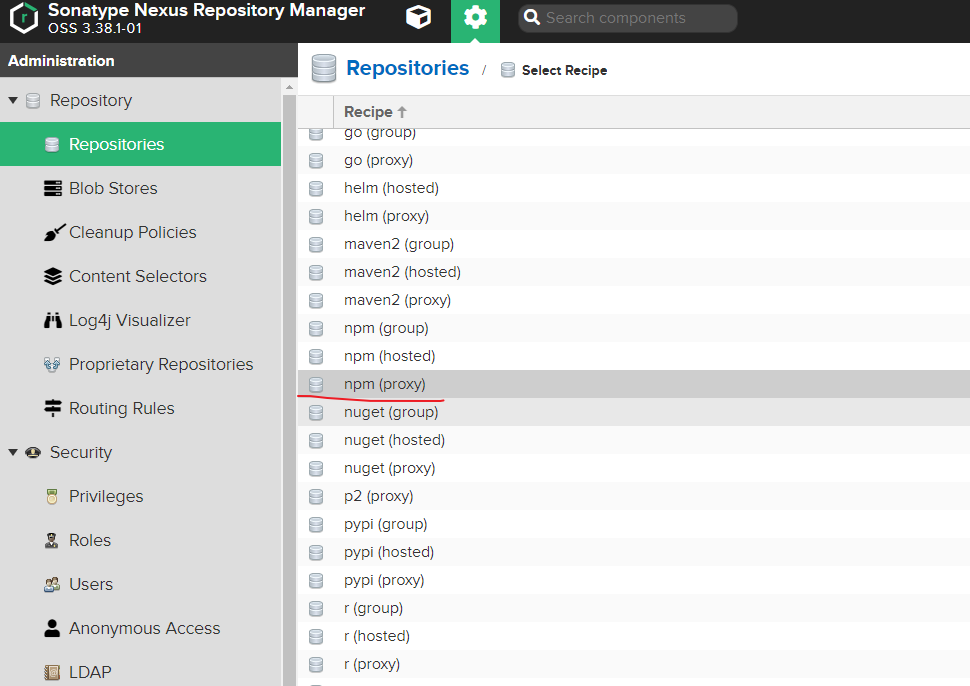 Sonatype Nexus Repository Manager
OSS 3.38.1-01
Search components
Administration
Repository
Repositories
Blob Stores
Cleanup Policies
Content Selectors
Log4j Visualizer
Proprietary Repositories
Routing Rules
Security
Privileges
Roles
Users
Anonymous Access
LDAP
Repositories / Select Recipe
Recipe
go (group)
go (proxy)
helm (hosted)
helm (proxy)
maven2 (group)
maven2 (hosted)
maven2 (proxy)
npm (group)
npm (hosted)
npm (proxy)
nuget (group)
nuget (hosted)
nuget (proxy)
p2 (proxy)
pypi (group)
pypi (hosted)
pypi (proxy)
r (group)
r (hosted)
r (proxy)